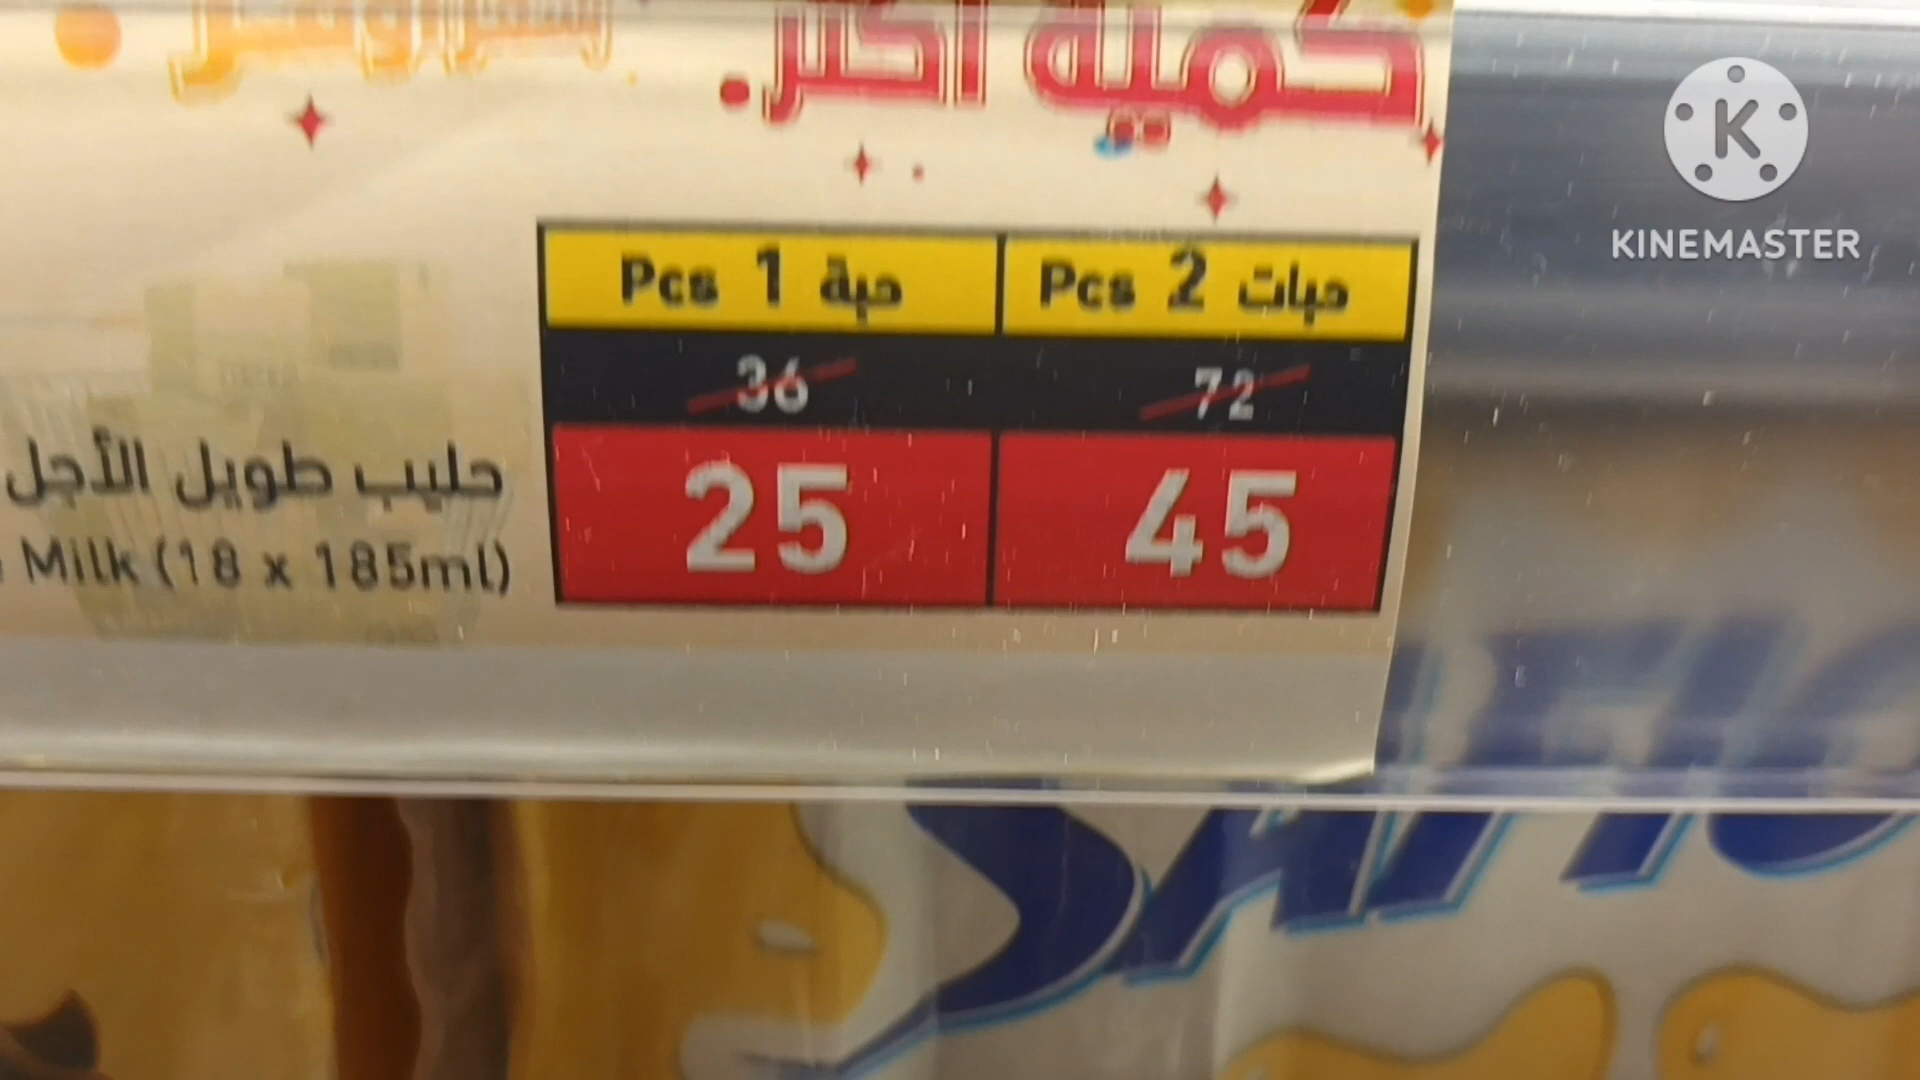 كمية أكبر
KINEMASTER
Pcs 1 حبة
Pcs 2 حبات
36
72
25
45
حليب طويل الأجل
Milk (18 x 185ml)